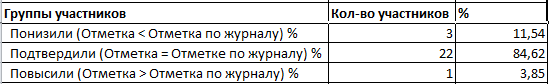 Группы участников Кол-во участников %
Понизили (Отметка < Отметка по журналу) % 3 11,54
Подтвердили (Отметка = Отметке по журналу) % 22 84,62
Повысили (Отметка > Отметка по журналу) % 1 3,85